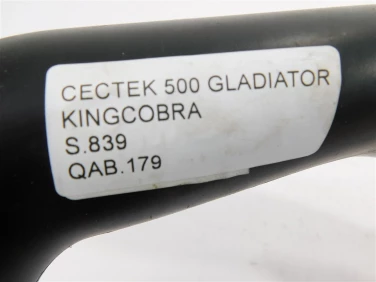 CECTEK 500 GLADIATOR
KINGCOBRA
S.839
QAB.179